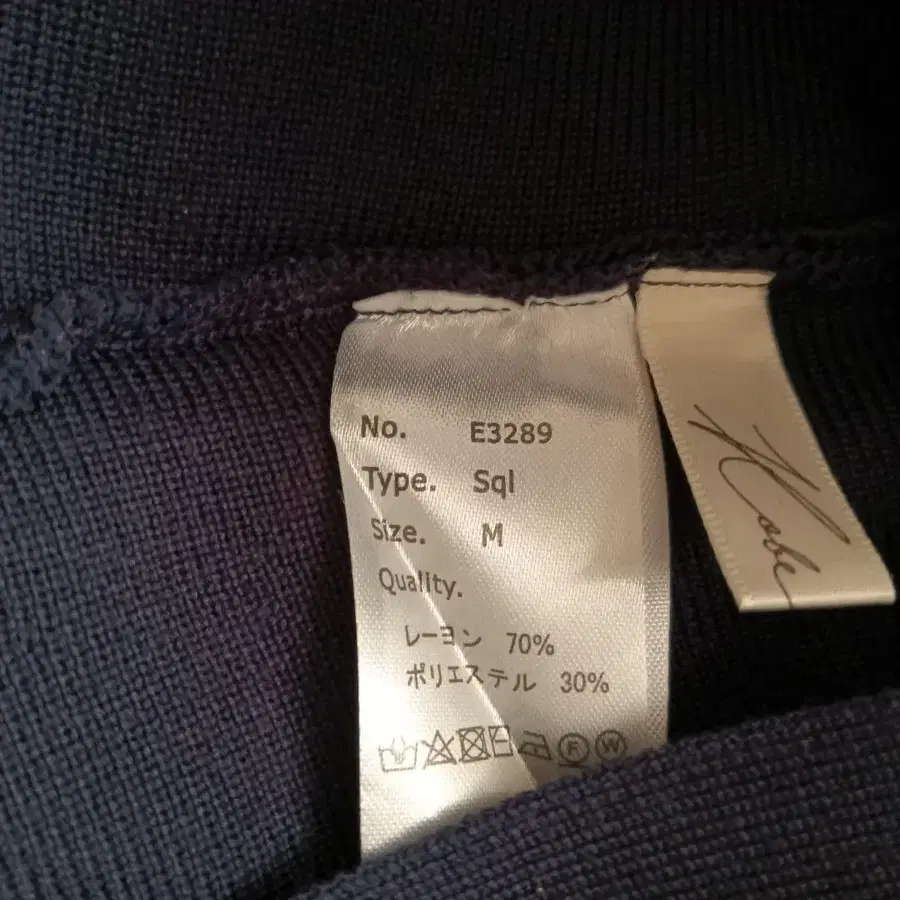 No. E3289
Type. Sql
Size. M
Quality.
レーヨン 70%
ポリエステル 30%
F W